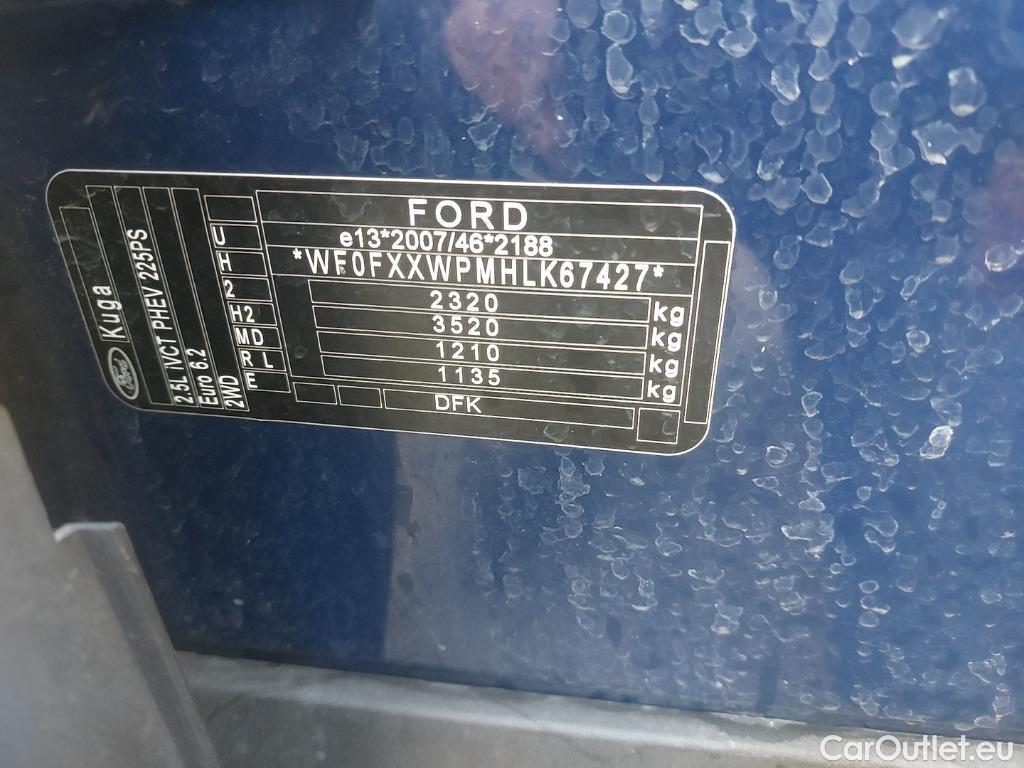 FORD
e13*2007/46*2188
*WF0FXXWPMHLK67427*
2320 kg
3520 kg
1210 kg
1135 kg
DFK
U
H
2
H2
MD
R L
E
Ford
Kuga
2.5L iVCT PHEV 225PS
Euro 6.2
2WD
CarOutlet.eu